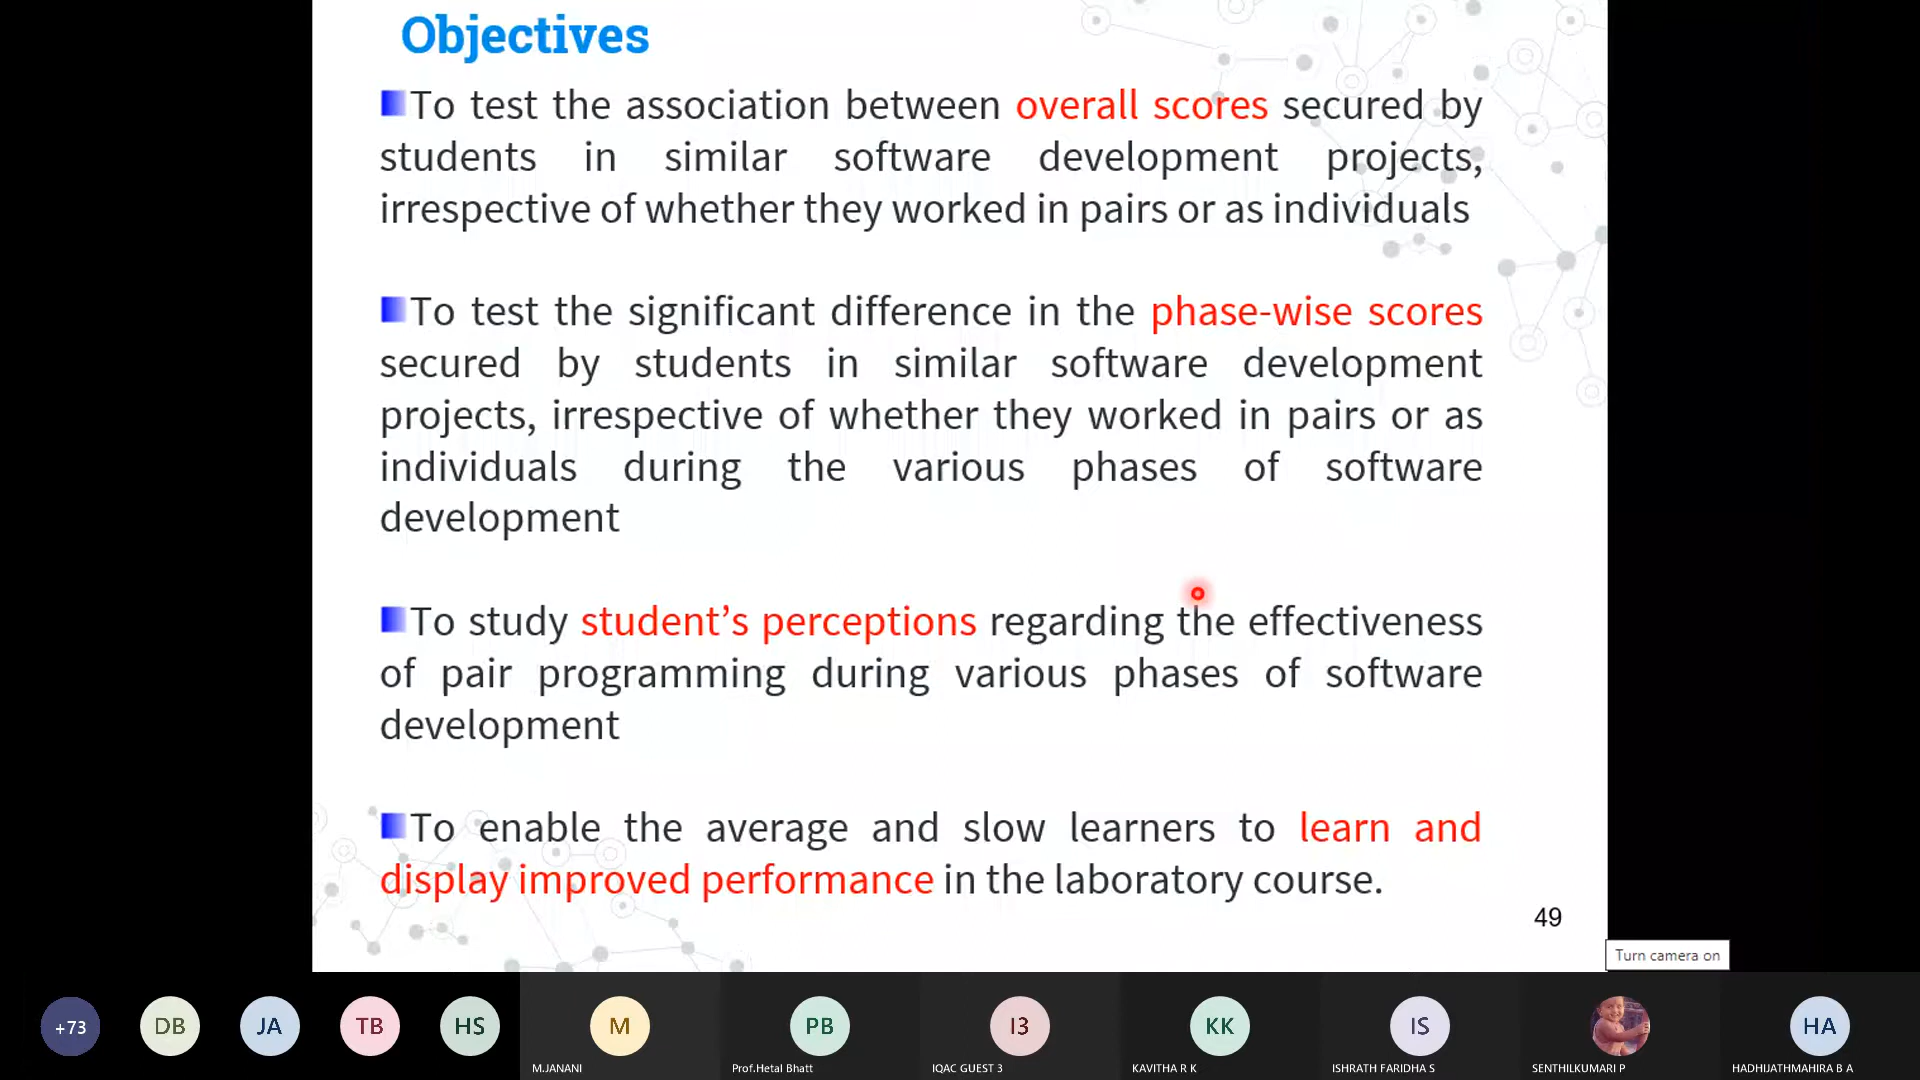 Objectives
To test the association between overall scores secured by
students in similar software development projects,
irrespective of whether they worked in pairs or as individuals
To test the significant difference in the phase-wise scores
secured by students in similar software development
projects, irrespective of whether they worked in pairs or as
individuals during the various phases of software
development
To study student’s perceptions regarding the effectiveness
of pair programming during various phases of software
development
To enable the average and slow learners to learn and
display improved performance in the laboratory course.
49
Turn camera on
+73 DB JA TB HS M PB I3 KK IS HA
M.JANANI Prof.Hetal Bhatt IQAC GUEST 3 KAVITHA R K ISHRATH FARIDHA S SENTHILKUMARI P HADHIJATHMAHIRA B A